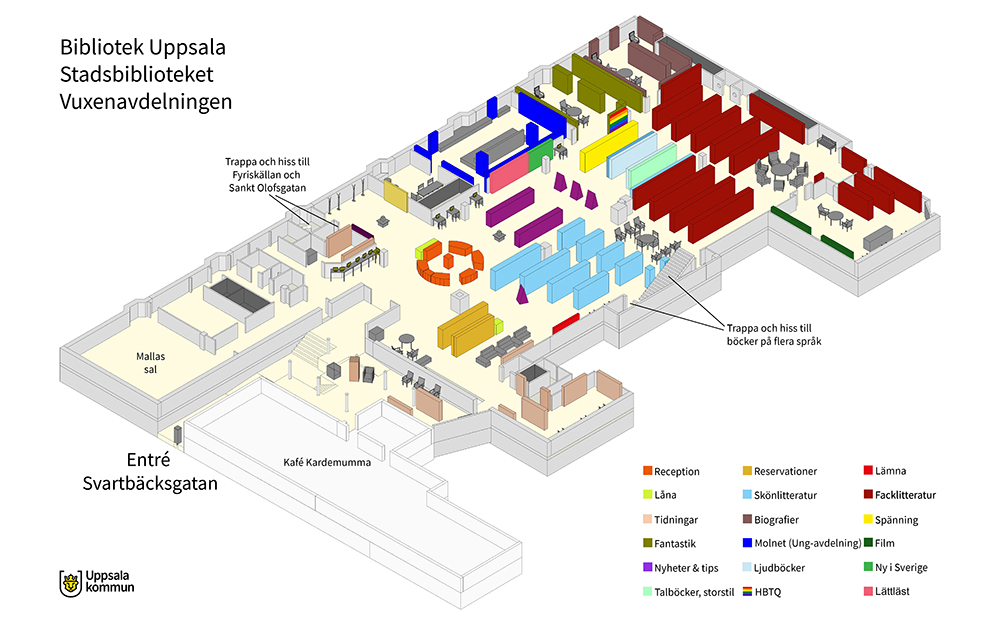 Bibliotek Uppsala
Stadsbiblioteket
Vuxenavdelningen
Trappa och hiss till
Fyriskällan och
Sankt Olofsgatan
Trappa och hiss till
böcker på flera språk
Mallas
sal
Entré
Svartbäcksgatan
Kafé Kardemumma
Reception
Låna
Tidningar
Fantastik
Nyheter & tips
Talböcker, storstil
Reservationer
Skönlitteratur
Biografier
Molnet (Ung-avdelning)
Ljudböcker
HBTQ
Lämna
Facklitteratur
Spänning
Film
Ny i Sverige
Lättläst
Uppsala
kommun